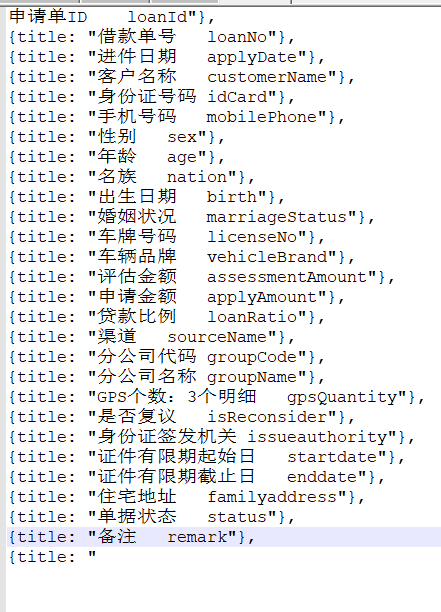 申请单ID   loanId"},
{title: "借款单号   loanNo"},
{title: "进件日期   applyDate"},
{title: "客户名称   customerName"},
{title: "身份证号码 idCard"},
{title: "手机号码   mobilePhone"},
{title: "性别   sex"},
{title: "年龄   age"},
{title: "名族   nation"},
{title: "出生日期   birth"},
{title: "婚姻状况   marriageStatus"},
{title: "车牌号码   licenseNo"},
{title: "车辆品牌   vehicleBrand"},
{title: "评估金额   assessmentAmount"},
{title: "申请金额   applyAmount"},
{title: "贷款比例   loanRatio"},
{title: "渠道   sourceName"},
{title: "分公司代码 groupCode"},
{title: "分公司名称 groupName"},
{title: "GPS个数：3个明细   gpsQuantity"},
{title: "是否复议   isReconsider"},
{title: "身份证签发机关 issueauthority"},
{title: "证件有限期起始日   startdate"},
{title: "证件有限期截止日   enddate"},
{title: "住宅地址   familyaddress"},
{title: "单据状态   status"},
{title: "备注   remark"},
{title: "